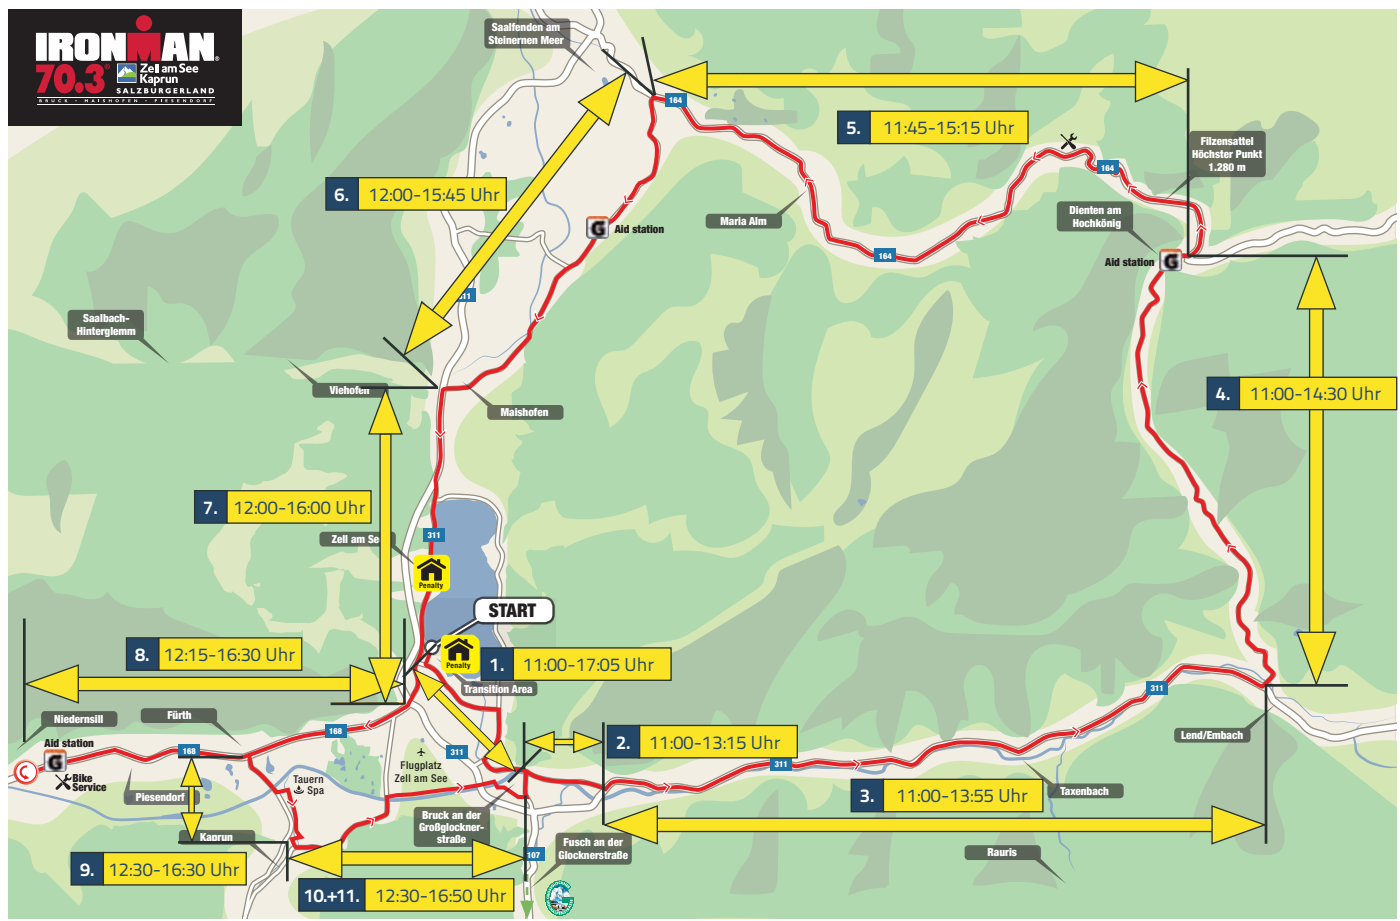 IRONMAN
70.3
Zell am See
Kaprun
SALZBURGERLAND
BRUCK · MAISHOFEN · PIESENDORF
Saalfenden am
Steinernen Meer
164
5. 11:45-15:15 Uhr
Filzensattel
Höchster Punkt
1.280 m
164
6. 12:00-15:45 Uhr
Maria Alm
Dienten am
Hochkönig
G Aid station
164
Aid station G
311
Saalbach-
Hinterglemm
Viehofen
Maishofen
4. 11:00-14:30 Uhr
7. 12:00-16:00 Uhr
311
Zell am See
Penalty
START
8. 12:15-16:30 Uhr
Penalty
1. 11:00-17:05 Uhr
Transition Area
311
Niedernsill
Fürth
168
Lend/Embach
Aid station
G
168
311
2. 11:00-13:15 Uhr
311
Bike
Service
Flugplatz
Zell am See
Tauern
Spa
Piesendorf
3. 11:00-13:55 Uhr
Taxenbach
Bruck an der
Großglockner-
straße
Kaprun
Fusch an der
Glocknerstraße
107
Rauris
9. 12:30-16:30 Uhr
10.+11. 12:30-16:50 Uhr